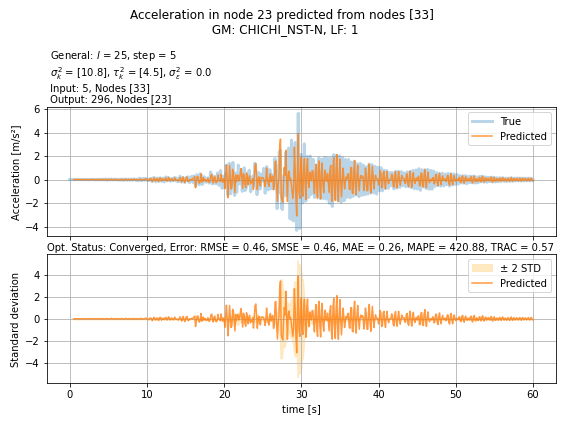 Acceleration in node 23 predicted from nodes [33]
GM: CHICHI_NST-N, LF: 1
General: l = 25, step = 5
σ²ₖ = [10.8], τ²ₖ = [4.5], σ²ε = 0.0
Input: 5, Nodes [33]
Output: 296, Nodes [23]
6
4
2
0
−2
−4
Acceleration [m/s²]
True
Predicted
Opt. Status: Converged, Error: RMSE = 0.46, SMSE = 0.46, MAE = 0.26, MAPE = 420.88, TRAC = 0.57
4
2
0
−2
−4
Standard deviation
± 2 STD
Predicted
0 10 20 30 40 50 60
time [s]